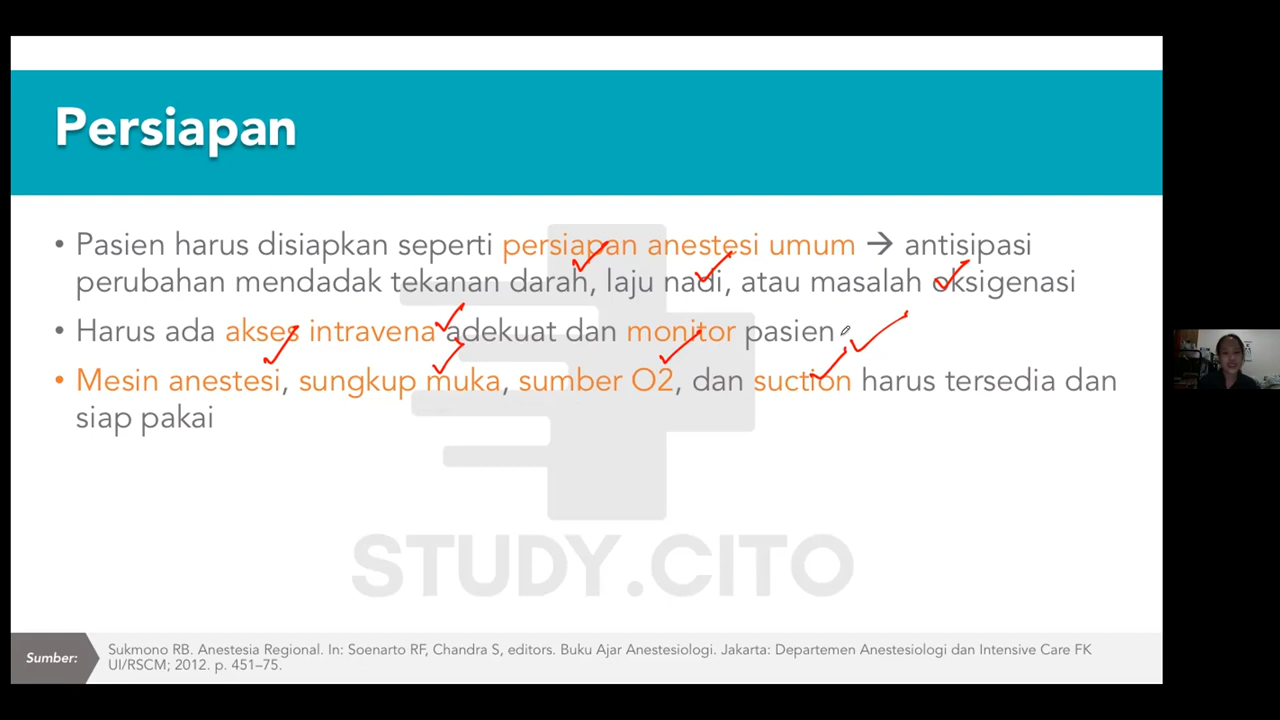 Persiapan
• Pasien harus disiapkan seperti persiapan anestesi umum → antisipasi
perubahan mendadak tekanan darah, laju nadi, atau masalah oksigenasi
• Harus ada akses intravena adekuat dan monitor pasien
• Mesin anestesi, sungkup muka, sumber O2, dan suction harus tersedia dan
siap pakai
STUDY.CITO
Sumber:
Sukmono RB. Anestesia Regional. In: Soenarto RF, Chandra S, editors. Buku Ajar Anestesiologi. Jakarta: Departemen Anestesiologi dan Intensive Care FK
UI/RSCM; 2012. p. 451–75.